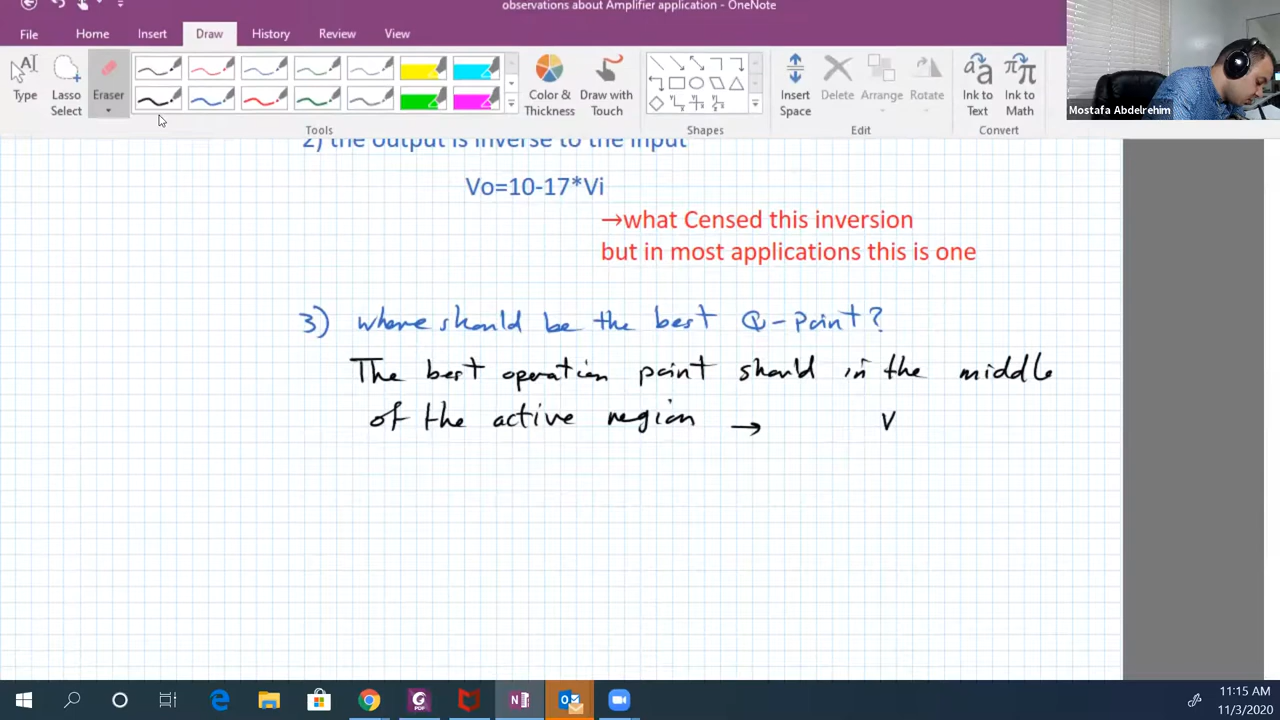 observations about Amplifier application - OneNote
File Home Insert Draw History Review View
Type
Lasso Select
Eraser
Color & Thickness
Draw with Touch
Insert Space
Delete
Arrange
Rotate
Ink to Text
Ink to Math
Tools
Shapes
Edit
Convert
Mostafa Abdelrehim
2) the output is inverse to the input
Vo=10-17*Vi
→what Censed this inversion
but in most applications this is one
3) where should be the best Q-Point?
The best operation point should in the middle
of the active region → V
11:15 AM
11/3/2020